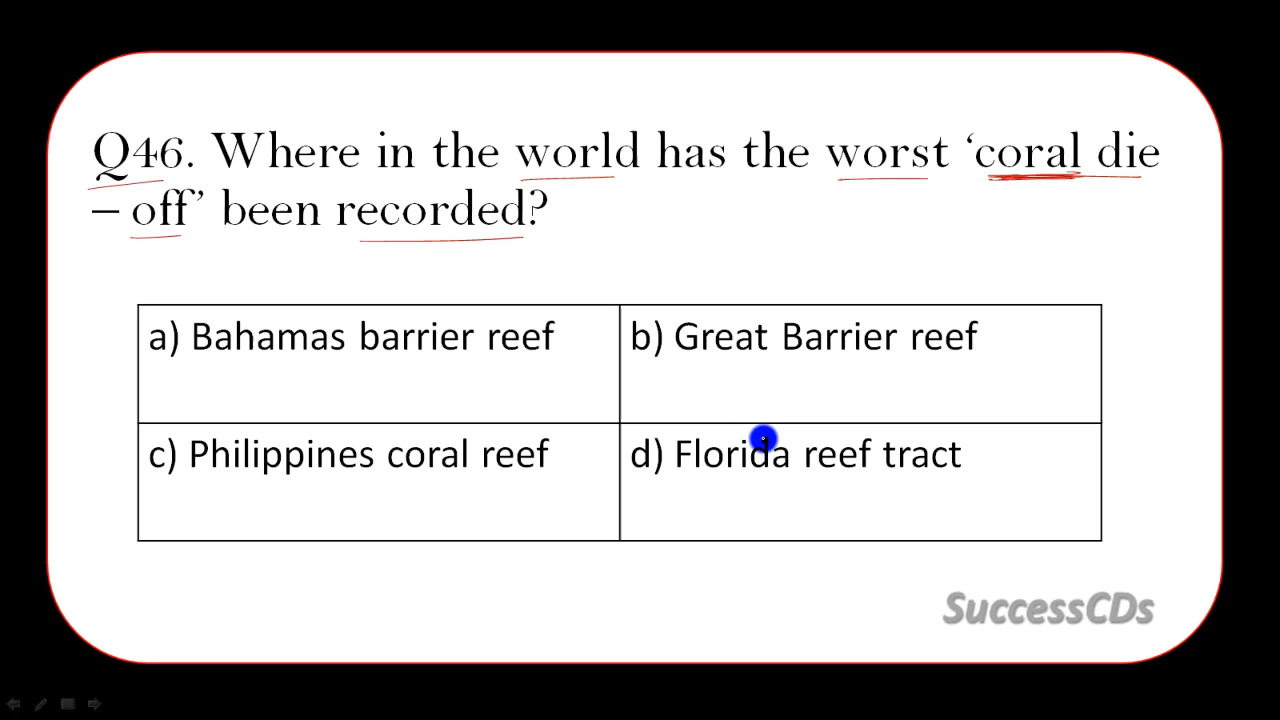 Q46. Where in the world has the worst ‘coral die
– off’ been recorded?
a) Bahamas barrier reef
b) Great Barrier reef
c) Philippines coral reef
d) Florida reef tract
SuccessCDs